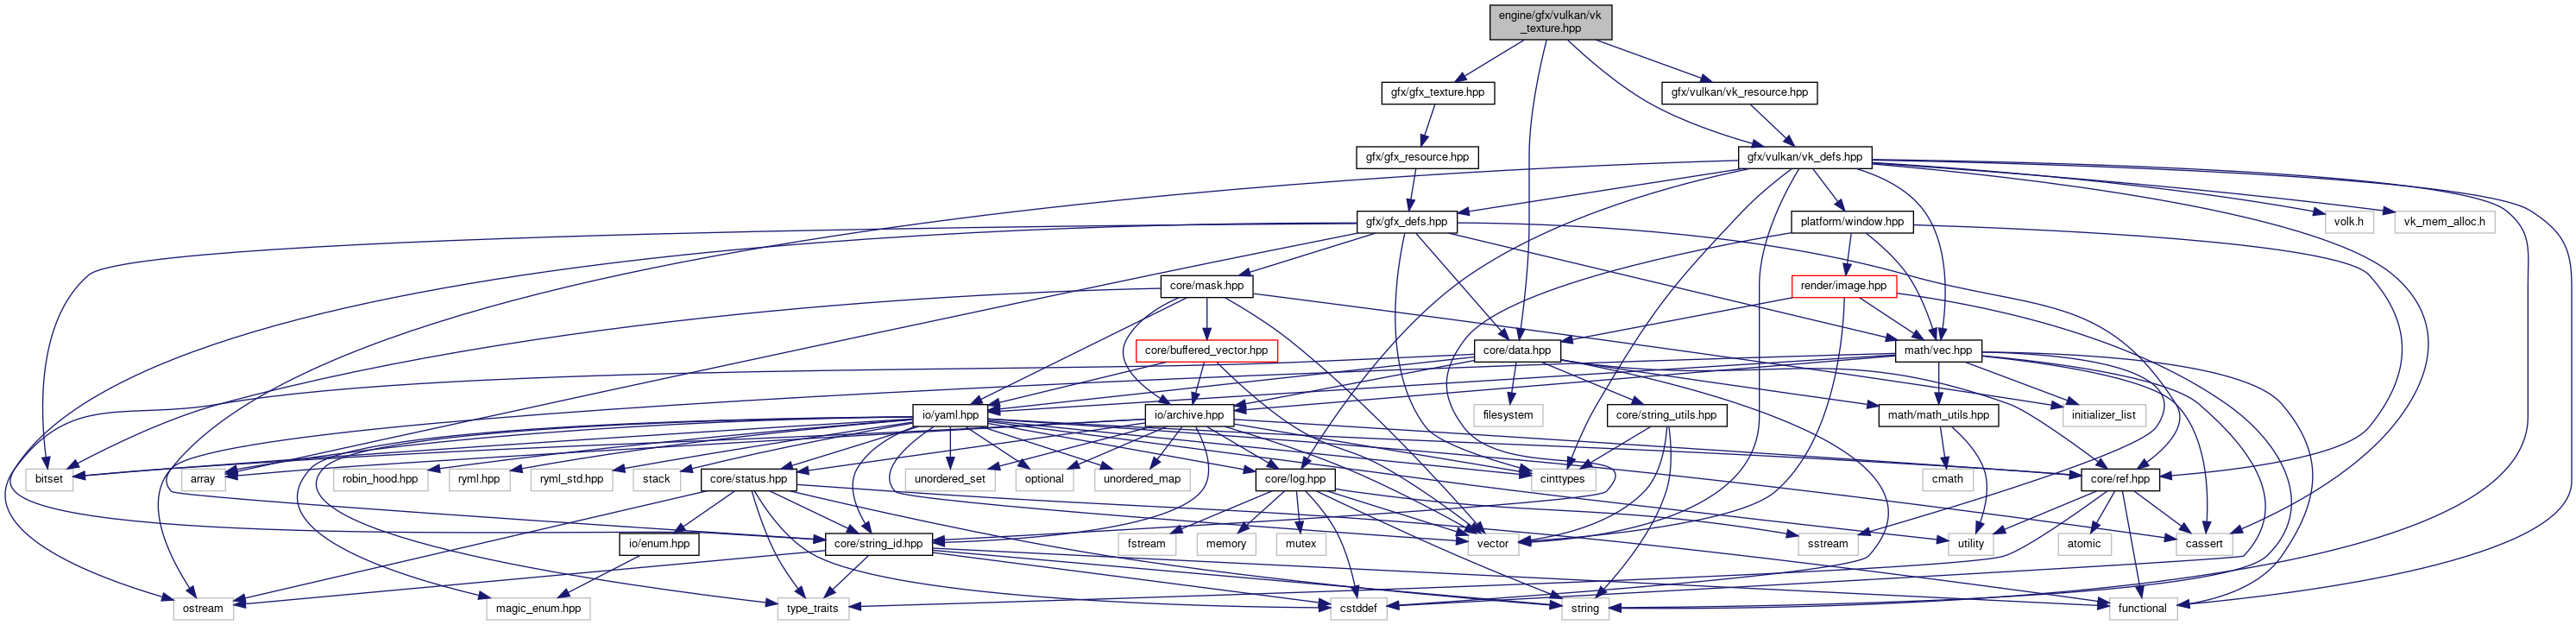 engine/gfx/vulkan/vk
_texture.hpp
gfx/gfx_texture.hpp
gfx/vulkan/vk_resource.hpp
gfx/gfx_resource.hpp
gfx/vulkan/vk_defs.hpp
gfx/gfx_defs.hpp
platform/window.hpp
volk.h
vk_mem_alloc.h
core/mask.hpp
render/image.hpp
core/buffered_vector.hpp
core/data.hpp
math/vec.hpp
io/yaml.hpp
io/archive.hpp
filesystem
core/string_utils.hpp
math/math_utils.hpp
initializer_list
bitset
array
robin_hood.hpp
ryml.hpp
ryml_std.hpp
stack
core/status.hpp
unordered_set
optional
unordered_map
core/log.hpp
cinttypes
cmath
core/ref.hpp
io/enum.hpp
core/string_id.hpp
fstream
memory
mutex
vector
sstream
utility
atomic
cassert
ostream
magic_enum.hpp
type_traits
cstddef
string
functional